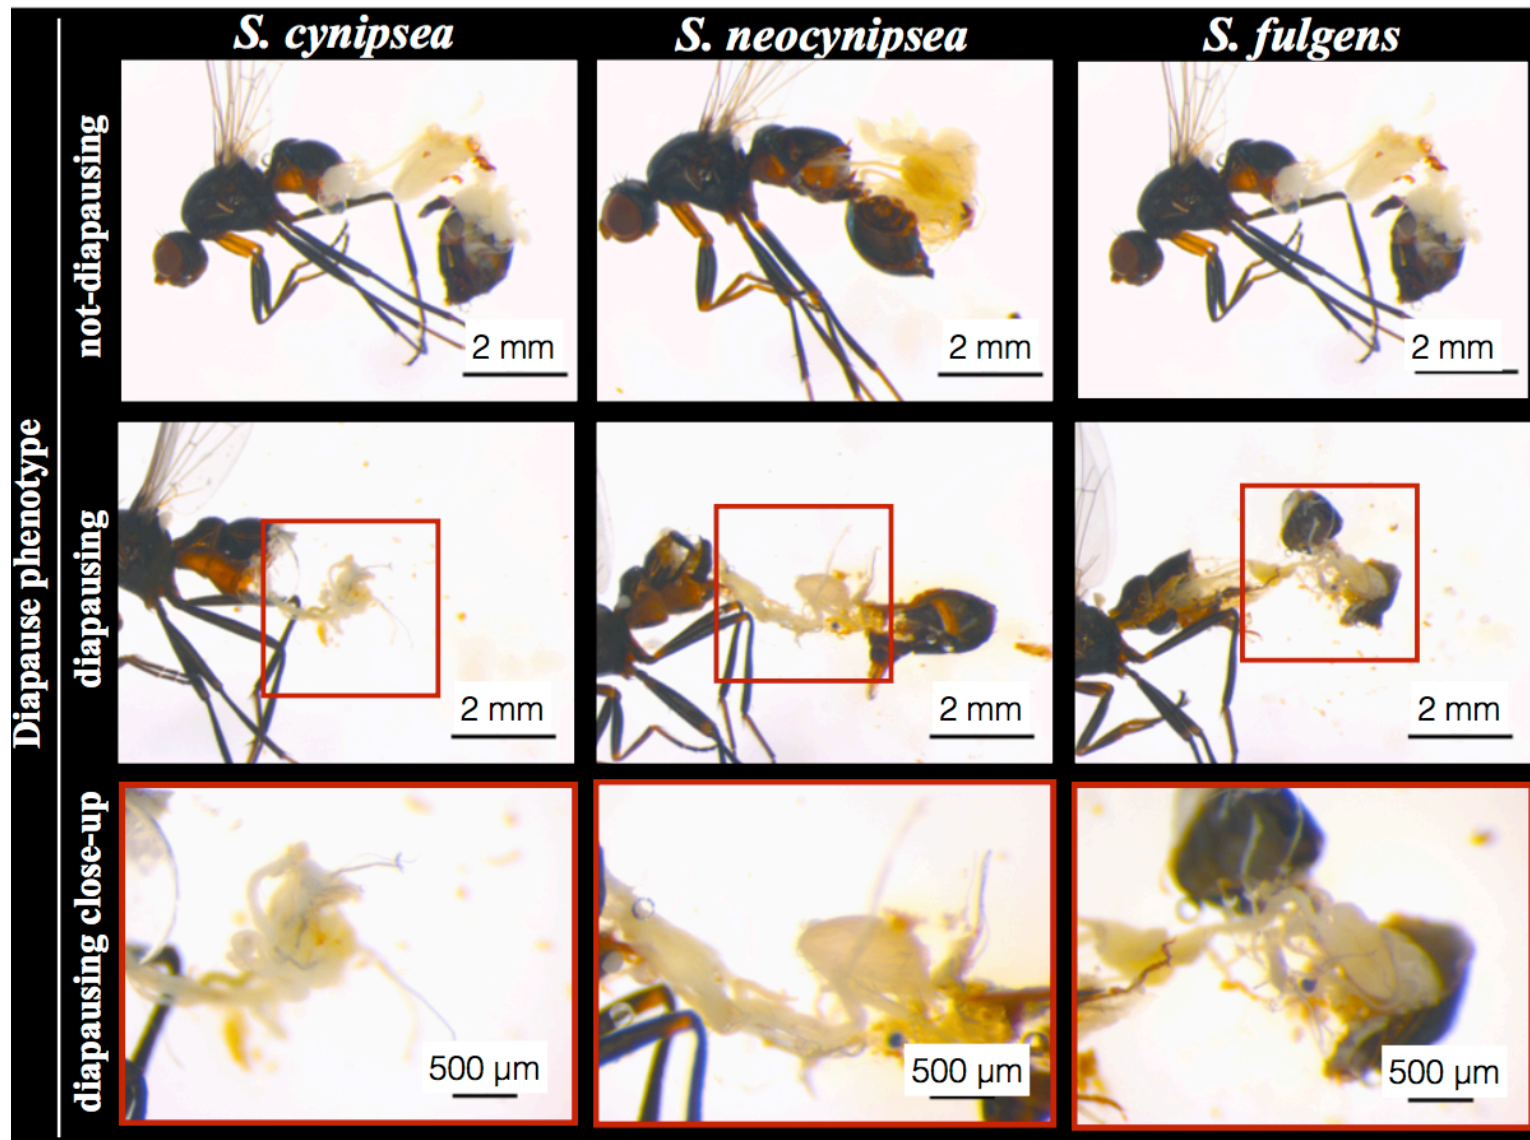 S. cynipsea
S. neocynipsea
S. fulgens
Diapause phenotype
not-diapausing
2 mm
2 mm
2 mm
diapausing
2 mm
2 mm
2 mm
diapausing close-up
500 µm
500 µm
500 µm